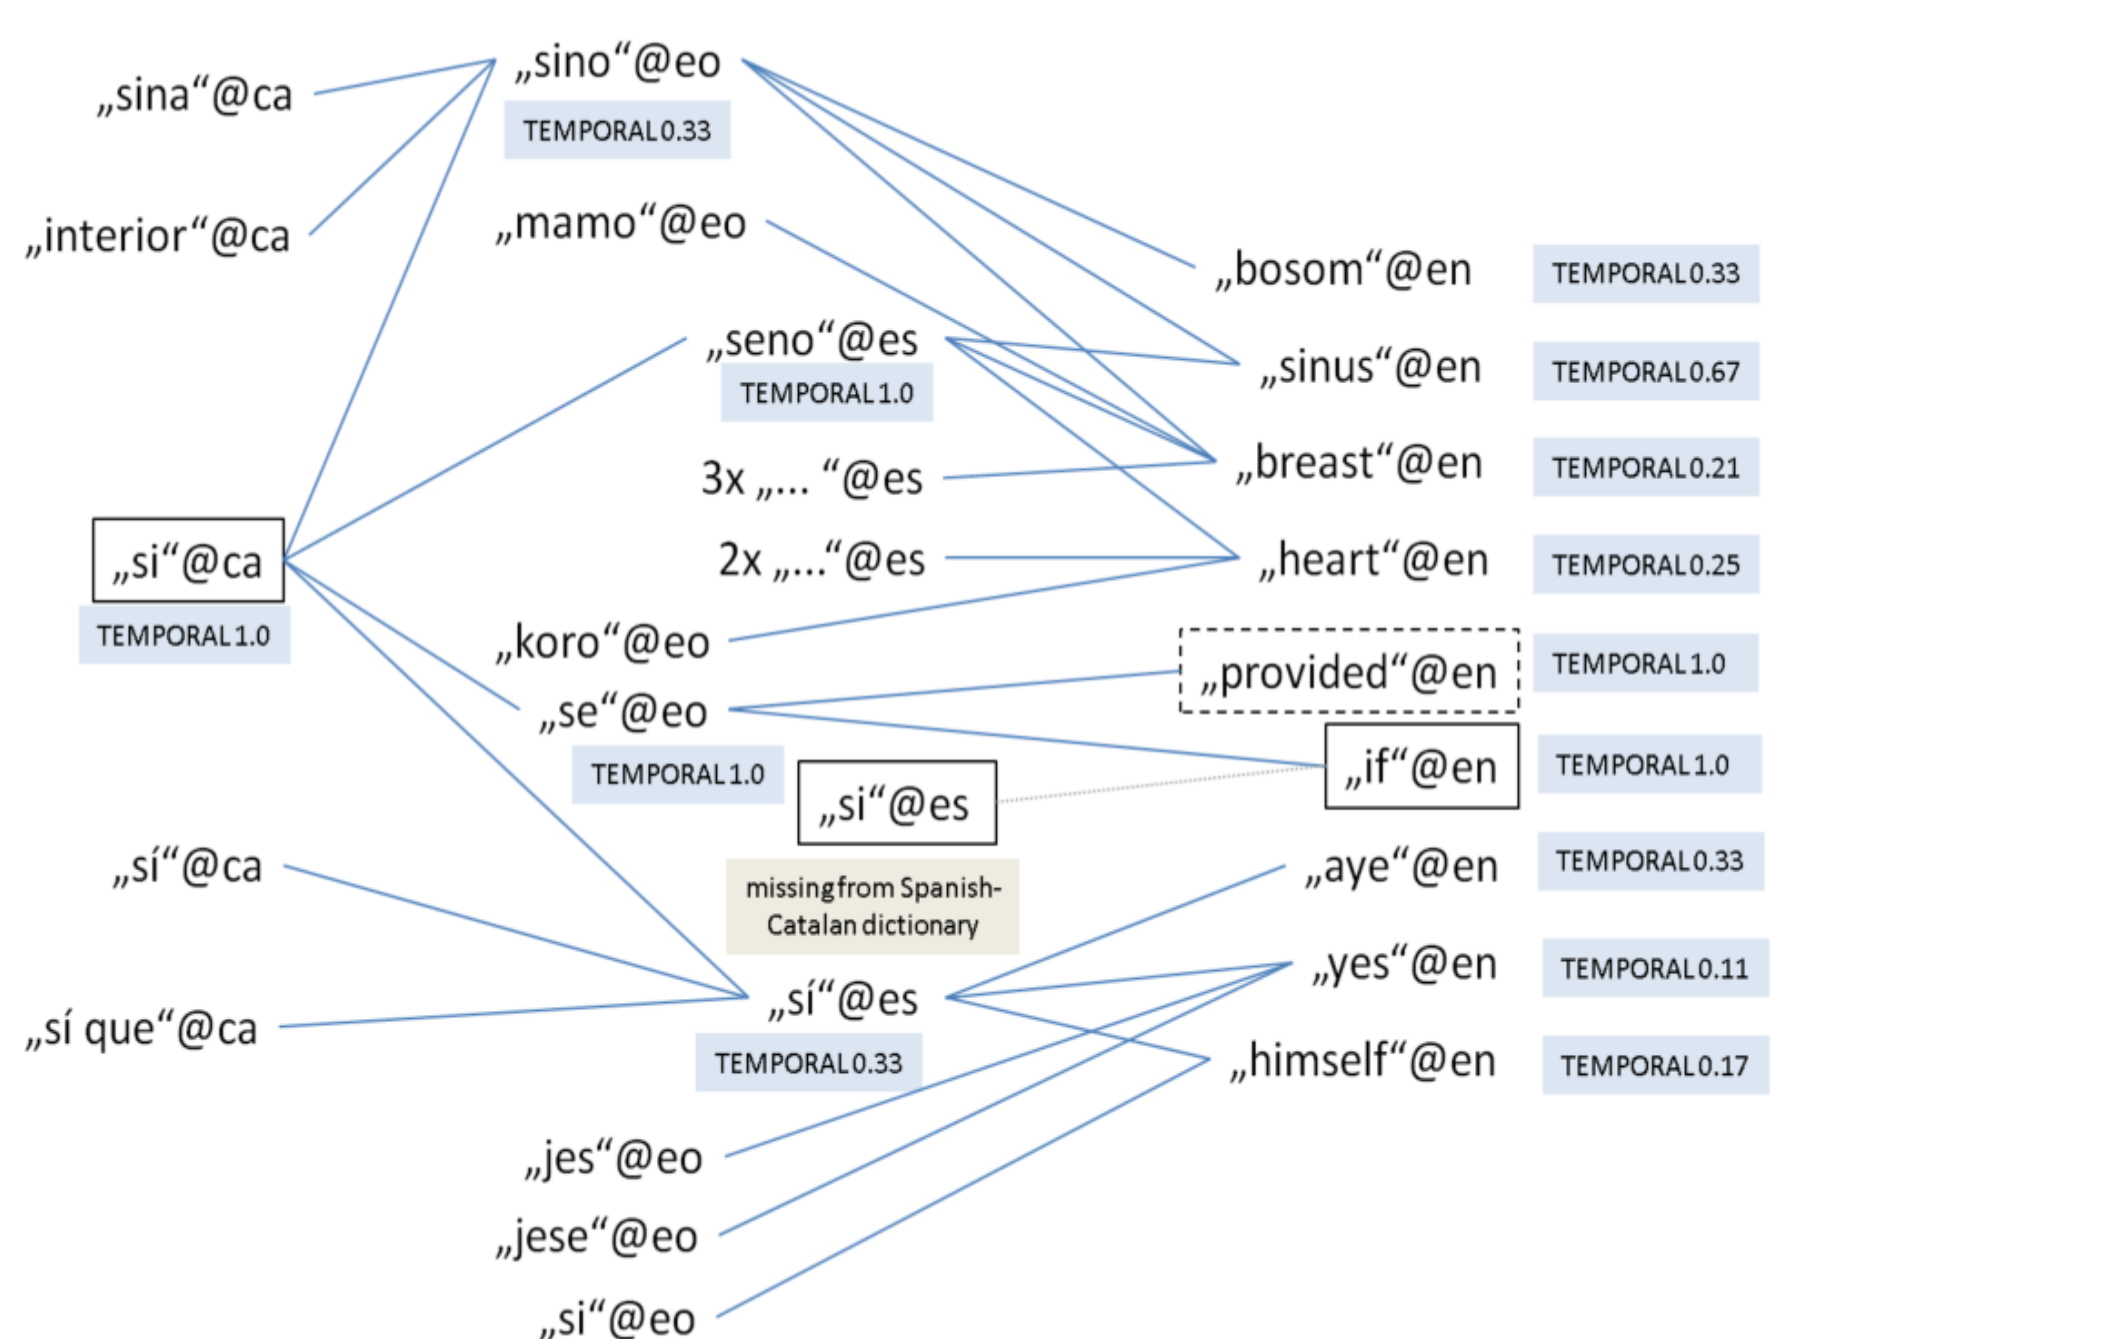 „sino“@eo
„sina“@ca
TEMPORAL 0.33
„mamo“@eo
„interior“@ca
„bosom“@en
TEMPORAL 0.33
„seno“@es
TEMPORAL 1.0
„sinus“@en
TEMPORAL 0.67
3x „... “@es
„breast“@en
TEMPORAL 0.21
„si“@ca
TEMPORAL 1.0
2x „...“@es
„heart“@en
TEMPORAL 0.25
„koro“@eo
„provided“@en
TEMPORAL 1.0
„se“@eo
TEMPORAL 1.0
„if“@en
TEMPORAL 1.0
„si“@es
missing from Spanish-
Catalan dictionary
„sí“@ca
„aye“@en
TEMPORAL 0.33
„sí que“@ca
„sí“@es
TEMPORAL 0.33
„yes“@en
TEMPORAL 0.11
„himself“@en
TEMPORAL 0.17
„jes“@eo
„jese“@eo
„si“@eo